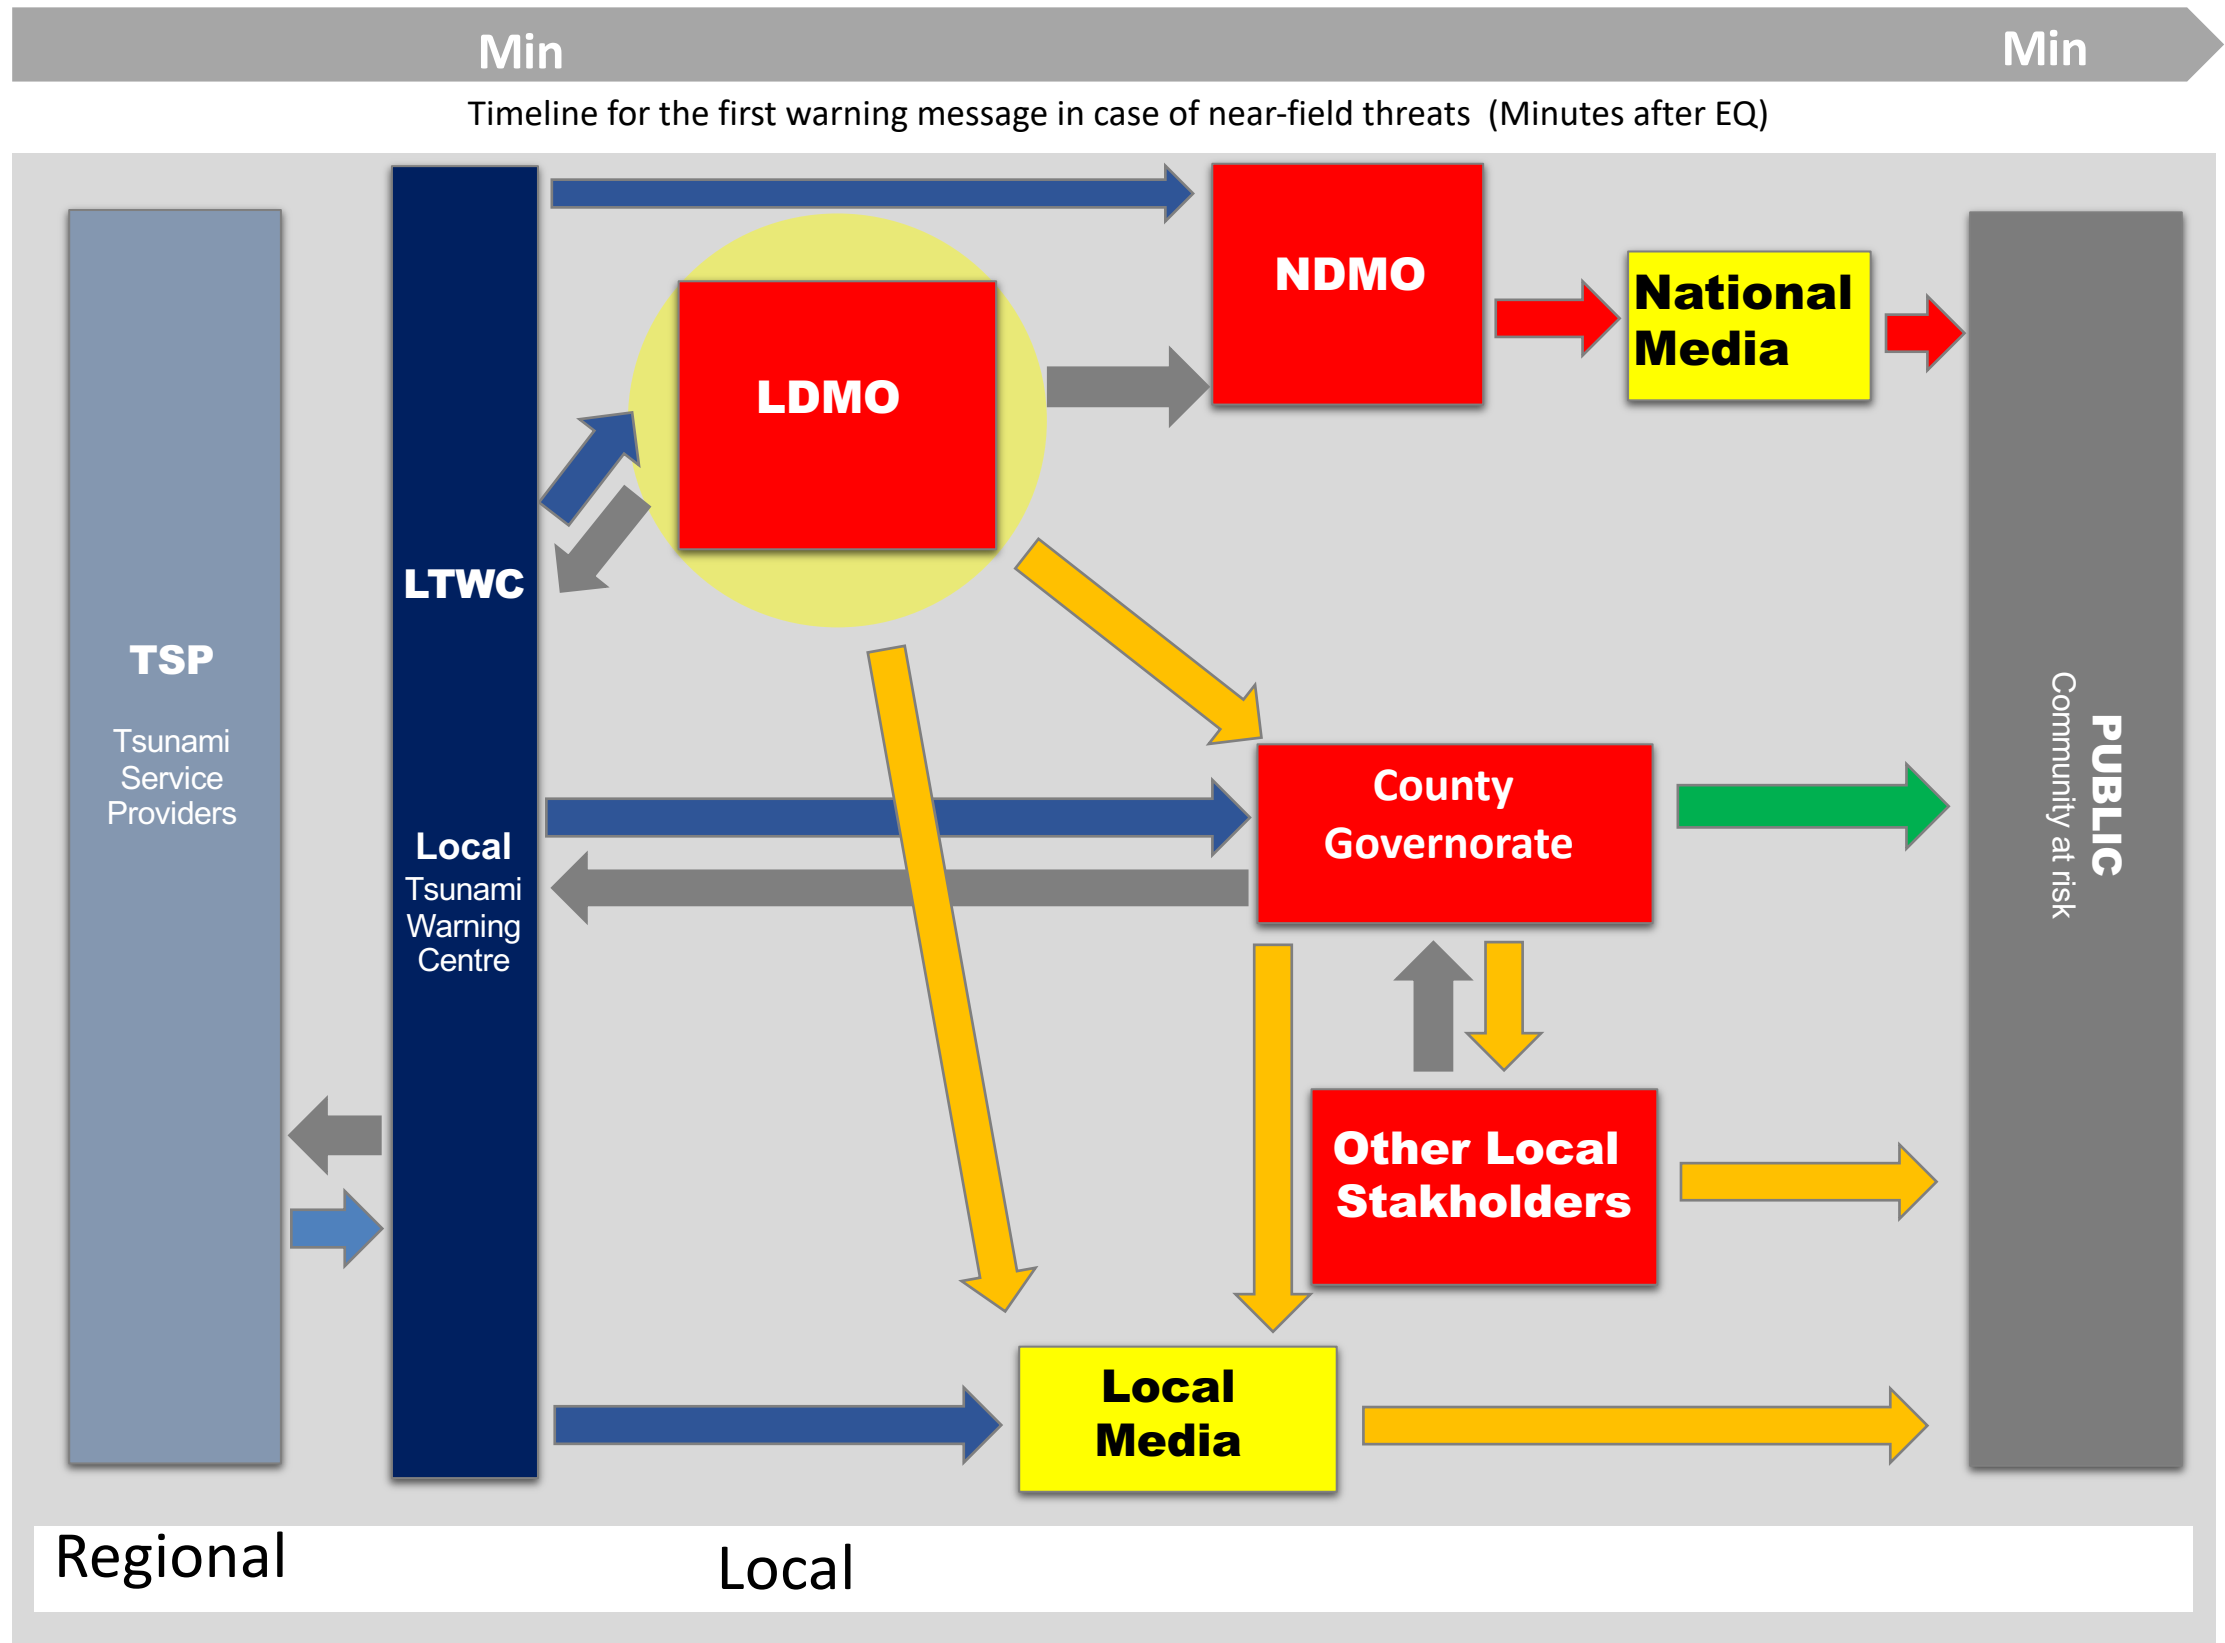 Min
Min
Timeline for the first warning message in case of near-field threats (Minutes after EQ)
NDMO
National
Media
LDMO
LTWC
TSP
Tsunami
Service
Providers
Local
Tsunami
Warning
Centre
County
Governorate
PUBLIC
Community at risk
Other Local
Stakholders
Local
Media
Regional
Local